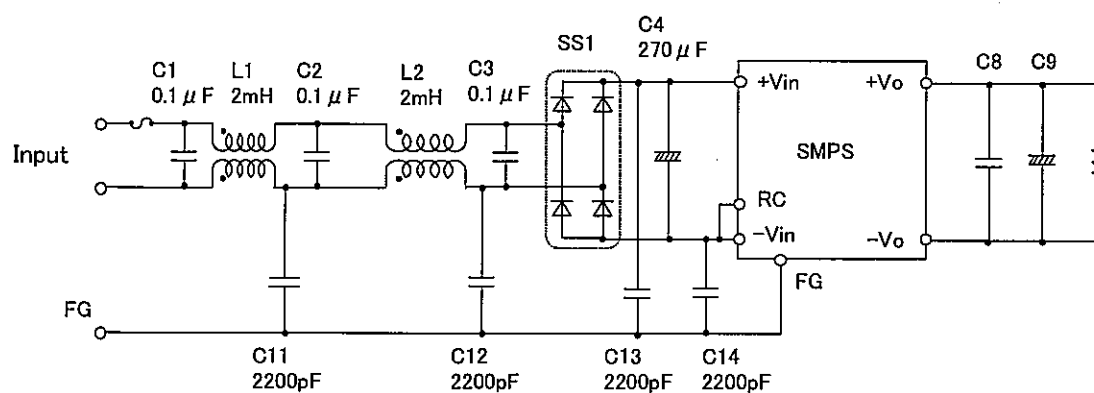 SS1
C4
270μF
C1
0.1μF
L1
2mH
C2
0.1μF
L2
2mH
C3
0.1μF
+Vin
+Vo
C8
C9
Input
SMPS
RC
−Vin
−Vo
FG
FG
C11
2200pF
C12
2200pF
C13
2200pF
C14
2200pF